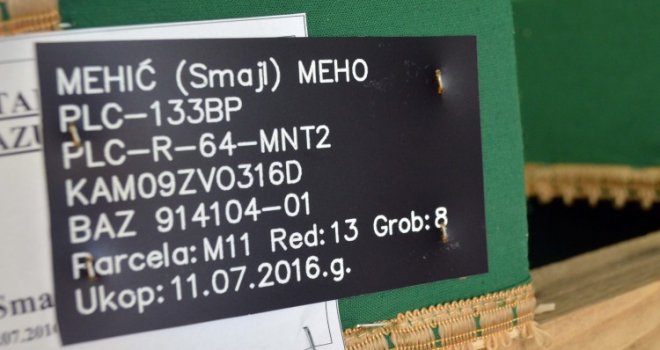 MEHIĆ (Smajl) MEHO
PLC-133BP
PLC-R-64-MNT2
KAM09ZV0316D
BAZ 914104-01
Parcela: M11 Red: 13 Grob: 8
Ukop: 11.07.2016.g.